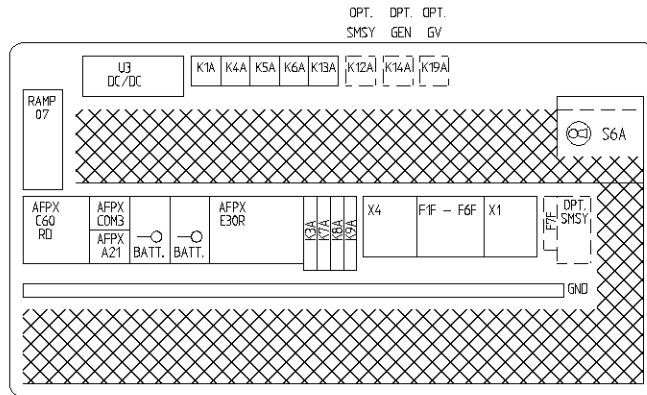 OPT. OPT. OPT.
SMSY GEN GV
U3 K1A K4A K5A K6A K13A K12A K14A K19A
DC/DC
RAMP
07
S6A
AFPX AFPX AFPX X4 F1F - F6F X1 OPT.
C60 COM3 E30R SMSY
RD AFPX
A21 BATT. BATT.
K3A K7A K8A K9A F7F
GND